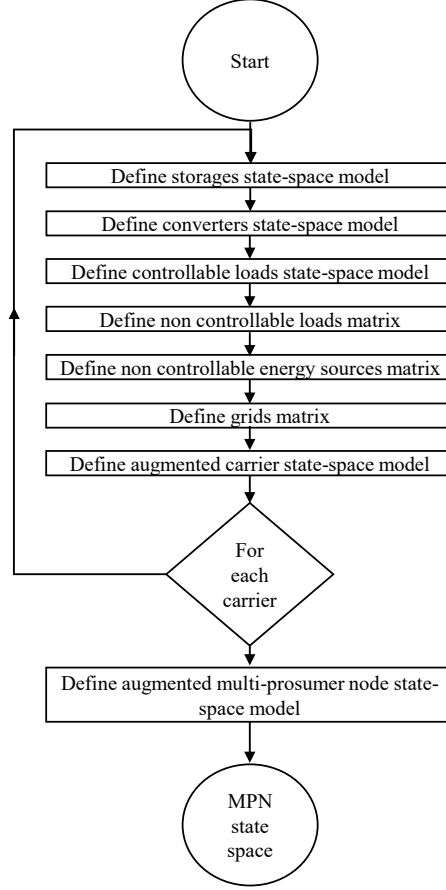 Start
Define storages state-space model
Define converters state-space model
Define controllable loads state-space model
Define non controllable loads matrix
Define non controllable energy sources matrix
Define grids matrix
Define augmented carrier state-space model
For
each
carrier
Define augmented multi-prosumer node state-
space model
MPN
state
space